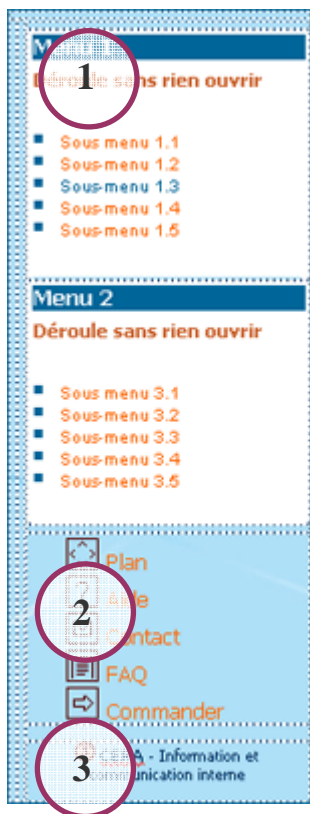 1
Déroule sans rien ouvrir
Sous menu 1.1
Sous-menu 1.2
Sous-menu 1.3
Sous-menu 1.4
Sous-menu 1.5
Menu 2
Déroule sans rien ouvrir
Sous menu 3.1
Sous-menu 3.2
Sous-menu 3.3
Sous-menu 3.4
Sous-menu 3.5
Plan
Aide
2
Contact
FAQ
Commander
- Information et
3
communication interne